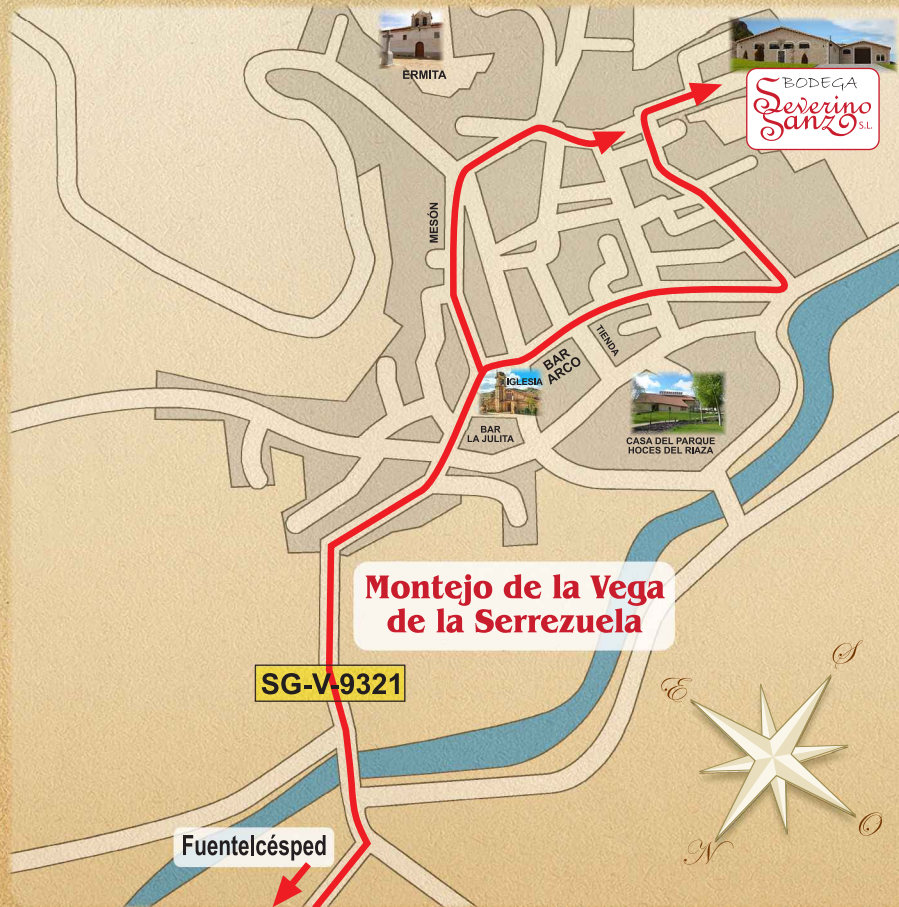 ERMITA
BODEGA
Severino
Sanz S.L.
MESÓN
TIENDA
BAR
ARCO
IGLESIA
BAR
LA JULITA
CASA DEL PARQUE
HOCES DEL RIAZA
Montejo de la Vega
de la Serrezuela
SG-V-9321
S
E
O
N
Fuentelcésped